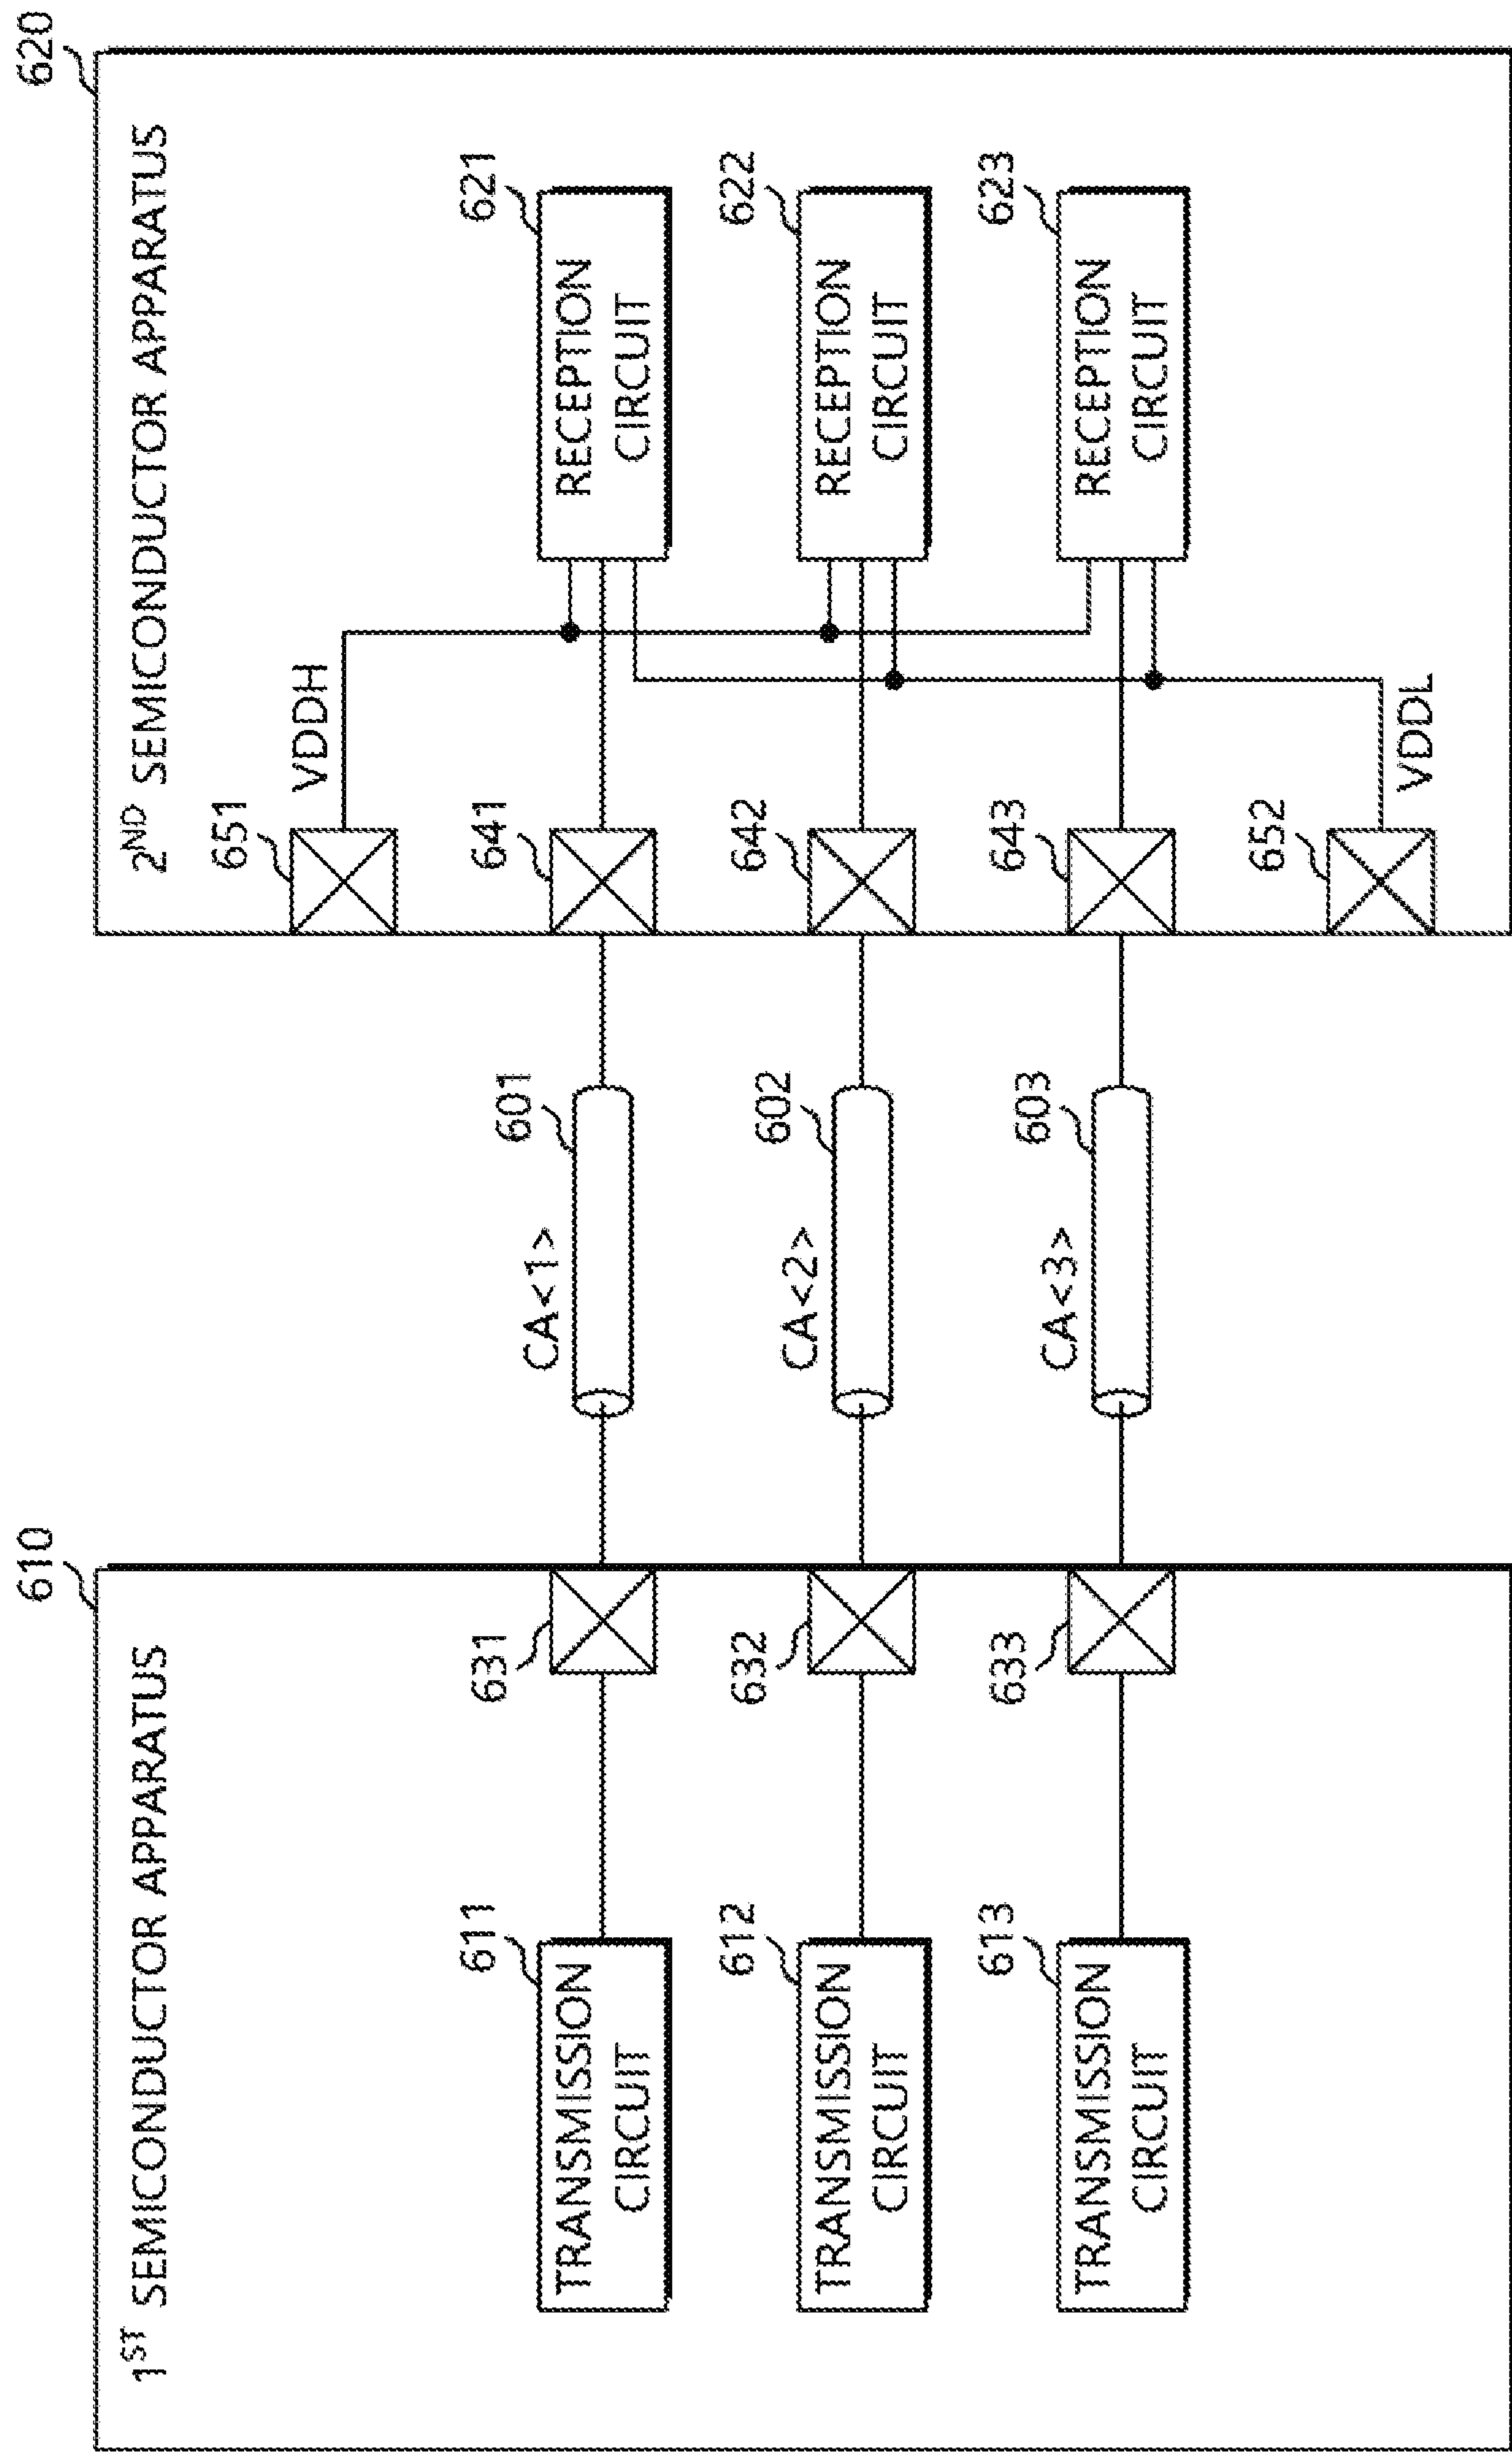 610
1ST SEMICONDUCTOR APPARATUS
611
TRANSMISSION
CIRCUIT
631
612
TRANSMISSION
CIRCUIT
632
613
TRANSMISSION
CIRCUIT
633
CA<1>
601
CA<2>
602
CA<3>
603
620
2ND SEMICONDUCTOR APPARATUS
651
VDDH
641
621
RECEPTION
CIRCUIT
642
622
RECEPTION
CIRCUIT
643
623
RECEPTION
CIRCUIT
652
VDDL